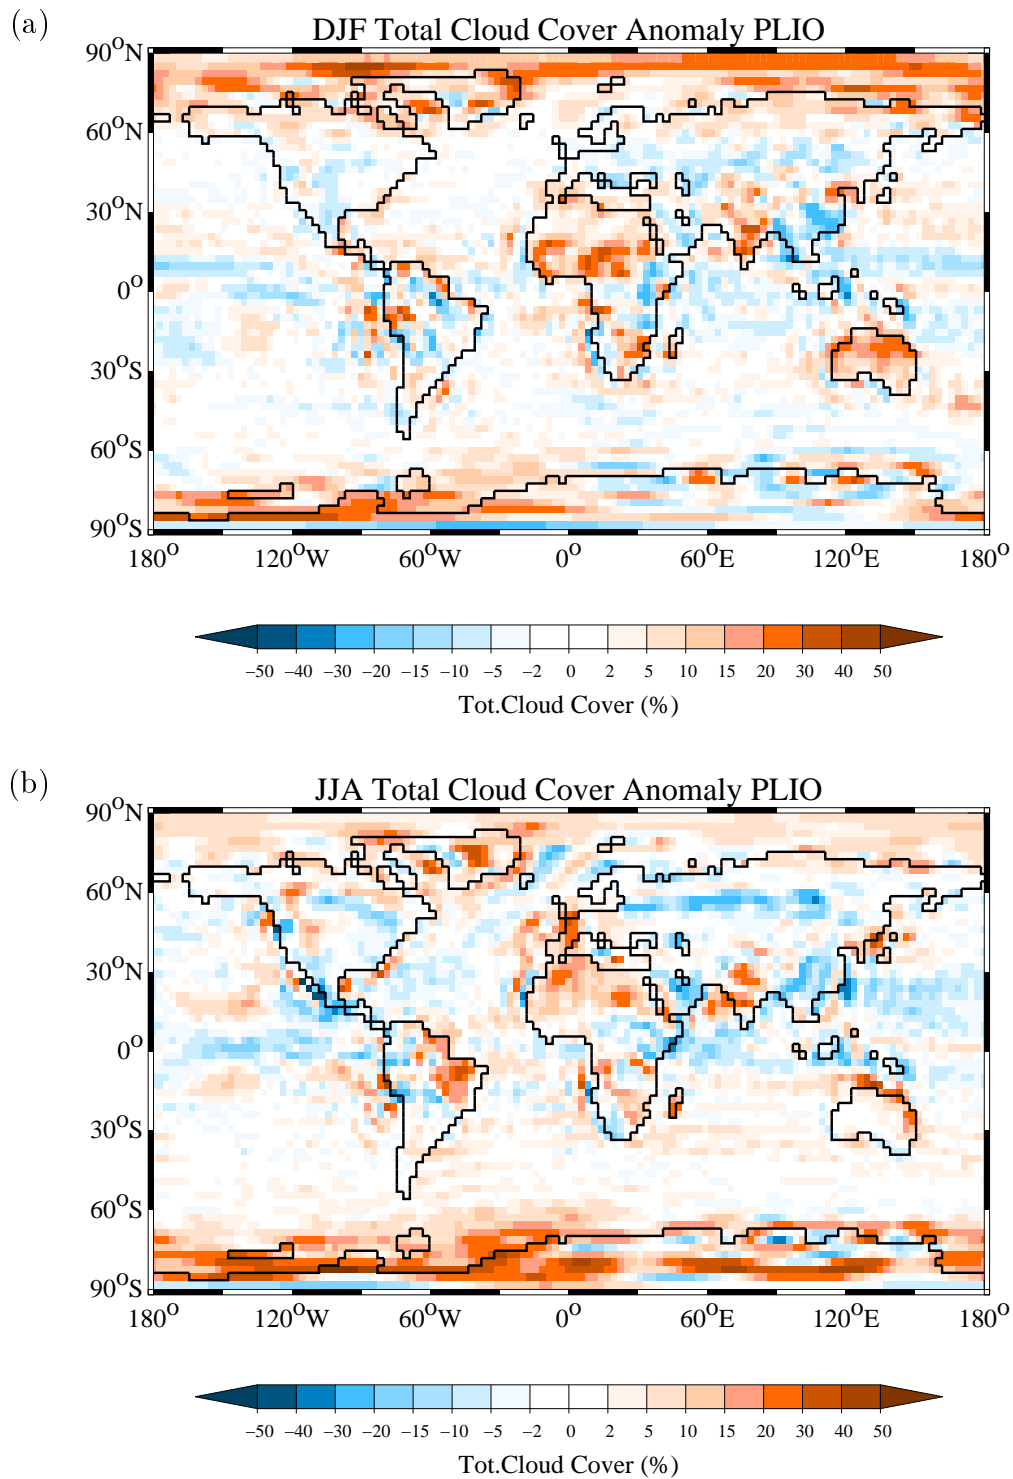 (a)
DJF Total Cloud Cover Anomaly PLIO
90°N
60°N
30°N
0°
30°S
60°S
90°S
180° 120°W 60°W 0° 60°E 120°E 180°
−50 −40 −30 −20 −15 −10 −5 −2 0 2 5 10 15 20 30 40 50
Tot.Cloud Cover (%)
(b)
JJA Total Cloud Cover Anomaly PLIO
90°N
60°N
30°N
0°
30°S
60°S
90°S
180° 120°W 60°W 0° 60°E 120°E 180°
−50 −40 −30 −20 −15 −10 −5 −2 0 2 5 10 15 20 30 40 50
Tot.Cloud Cover (%)